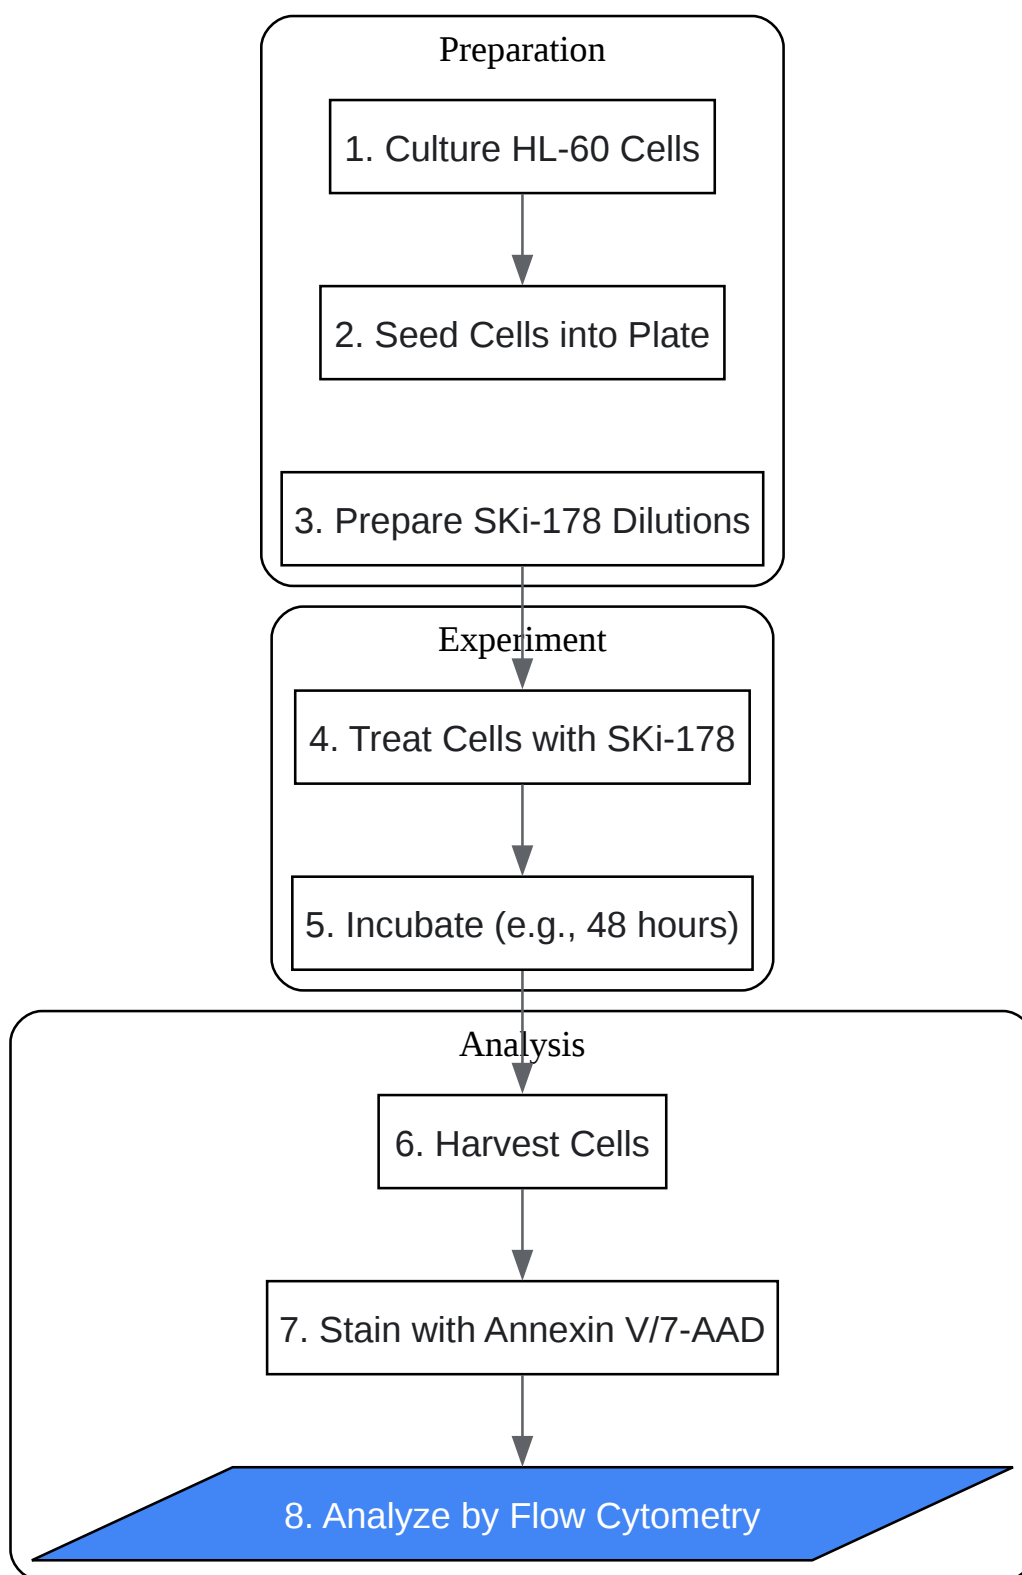 Preparation
1. Culture HL-60 Cells
2. Seed Cells into Plate
3. Prepare SKi-178 Dilutions
Experiment
4. Treat Cells with SKi-178
5. Incubate (e.g., 48 hours)
Analysis
6. Harvest Cells
7. Stain with Annexin V/7-AAD
8. Analyze by Flow Cytometry